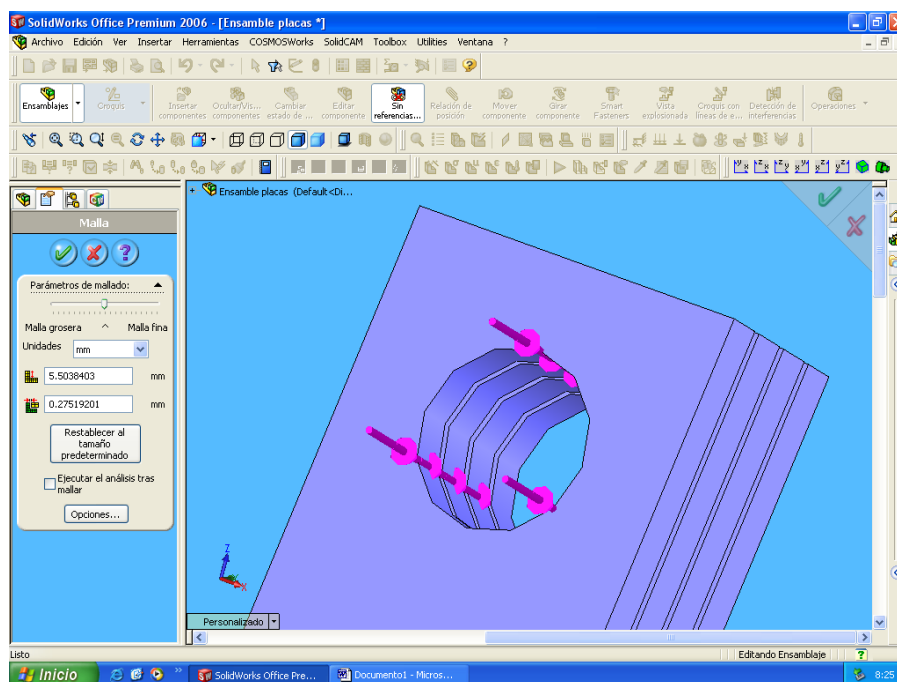 SolidWorks Office Premium 2006 - [Ensamble placas *]
Archivo Edición Ver Insertar Herramientas COSMOSWorks SolidCAM Toolbox Utilities Ventana ?
Ensamblajes
Croquis
Insertar componentes
Ocultar/Vis... componentes
Cambiar estado de ...
Editar componente
Sin referencias...
Relación de posición
Mover componente
Girar componente
Smart Fasteners
Vista explosionada
Croquis con líneas de e...
Detección de interferencias
Operaciones
Ensamble placas (Default<Di...
Malla
Parámetros de mallado:
Malla grosera ^ Malla fina
Unidades mm
5.5038403 mm
0.27519201 mm
Restablecer al
tamaño
predeterminado
Ejecutar el análisis tras
mallar
Opciones...
Z
X
Personalizado
Listo
Editando Ensamblaje
Inicio
SolidWorks Office Pre...
Documento1 - Micros...
8:25